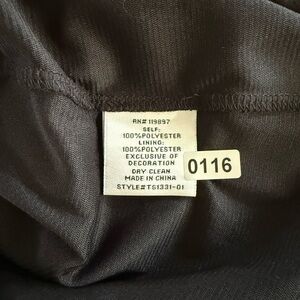 RN# 119897
SELF:
100%POLYESTER
LINING:
100%POLYESTER
EXCLUSIVE OF
DECORATION
DRY CLEAN
MADE IN CHINA
STYLE#TS1331-01
0116